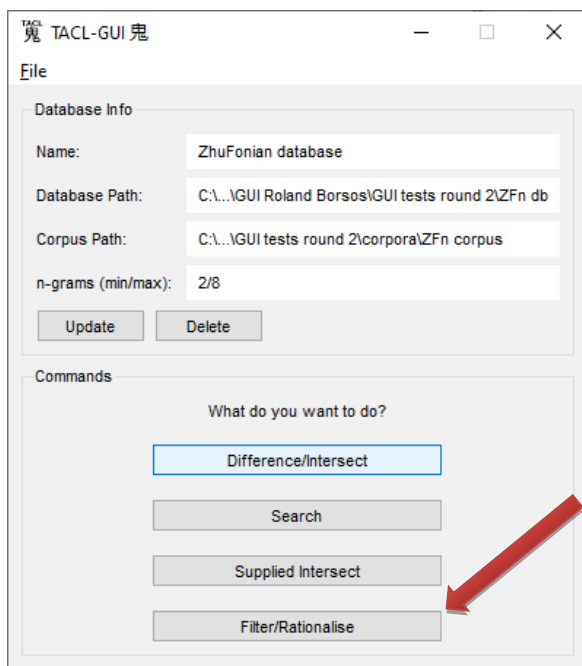 TACL 鬼 TACL-GUI 鬼
File
Database Info
Name: ZhuFonian database
Database Path: C:\...\GUI Roland Borsos\GUI tests round 2\ZFn db
Corpus Path: C:\...\GUI tests round 2\corpora\ZFn corpus
n-grams (min/max): 2/8
Update Delete
Commands
What do you want to do?
Difference/Intersect
Search
Supplied Intersect
Filter/Rationalise